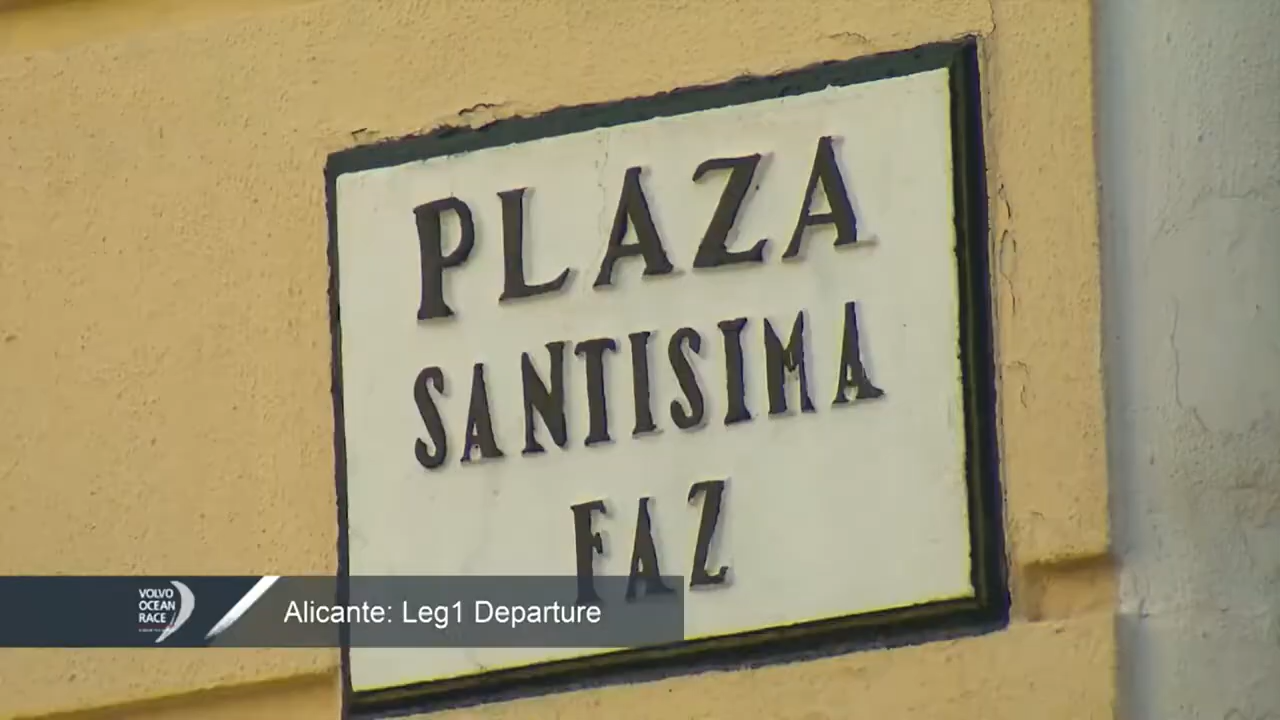 PLAZA
SANTISIMA
FAZ
VOLVO
OCEAN
RACE
Alicante: Leg1 Departure